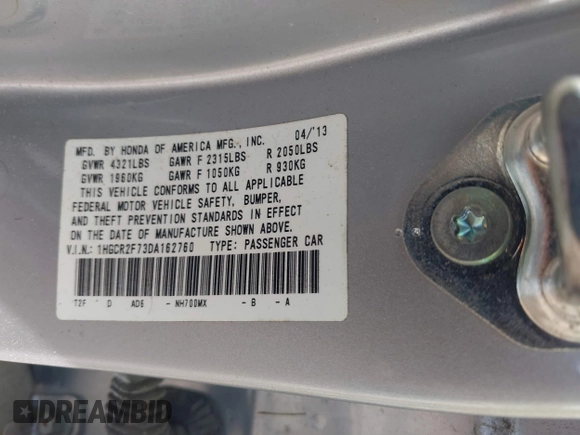 MFD. BY HONDA OF AMERICA MFG., INC. 04/'13
GVWR 4321LBS GAWR F 2315LBS R 2050LBS
GVWR 1960KG GAWR F 1050KG R 930KG
THIS VEHICLE CONFORMS TO ALL APPLICABLE
FEDERAL MOTOR VEHICLE SAFETY, BUMPER,
AND THEFT PREVENTION STANDARDS IN EFFECT
ON THE DATE OF MANUFACTURE SHOWN ABOVE.
V.I.N.: 1HGCR2F73DA162760 TYPE: PASSENGER CAR
T2F D AD6 - NH700MX - B - A
DREAMBID